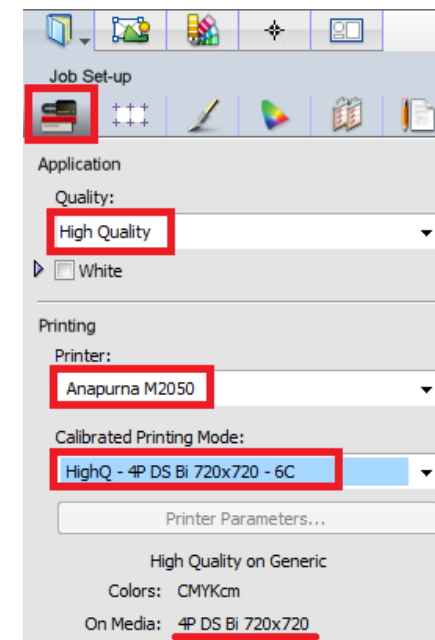 Job Set-up
Application
Quality:
High Quality
White
Printing
Printer:
Anapurna M2050
Calibrated Printing Mode:
HighQ - 4P DS Bi 720x720 - 6C
Printer Parameters...
High Quality on Generic
Colors: CMYKcm
On Media: 4P DS Bi 720x720